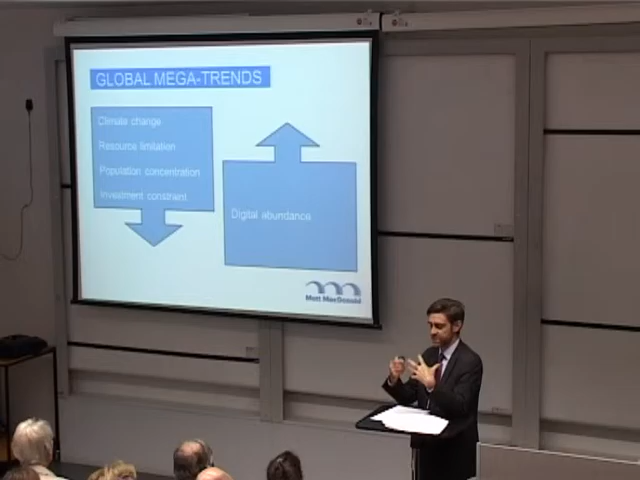 GLOBAL MEGA-TRENDS
Climate change
Resource limitation
Population concentration
Investment constraint
Digital abundance
Mott MacDonald